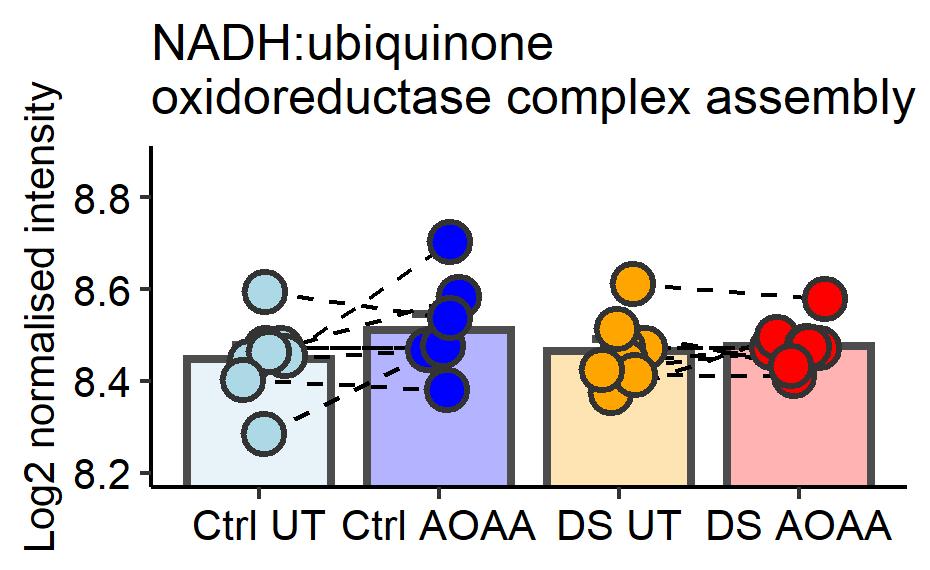 NADH:ubiquinone
oxidoreductase complex assembly
Log2 normalised intensity
8.8
8.6
8.4
8.2
Ctrl UT Ctrl AOAA DS UT DS AOAA